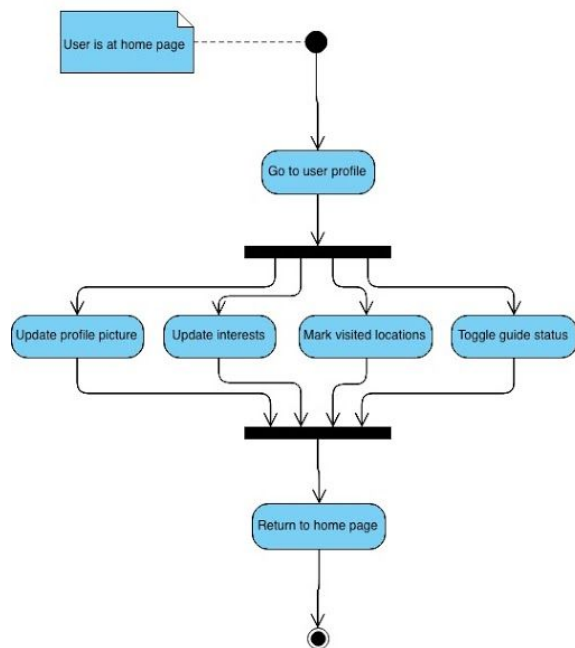 User is at home page
Go to user profile
Update profile picture
Update interests
Mark visited locations
Toggle guide status
Return to home page